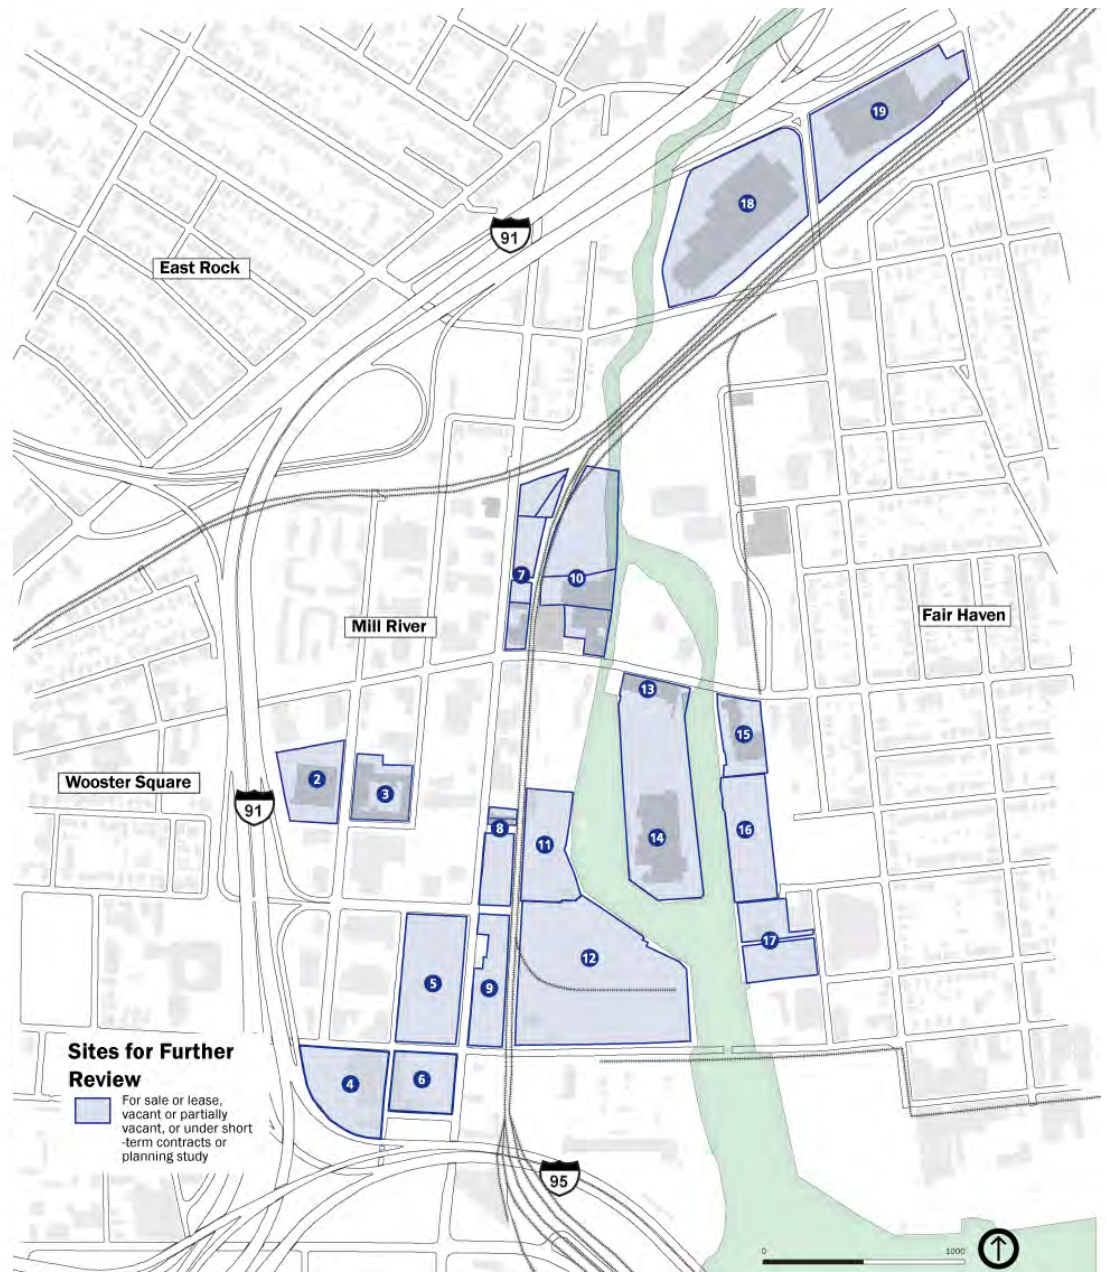 19
18
91
East Rock
7
10
Mill River
Fair Haven
13
15
Wooster Square
2
3
91
8
11
14
16
17
12
5
9
Sites for Further
Review
4
6
For sale or lease,
vacant or partially
vacant, or under short
-term contracts or
planning study
95
0
1000